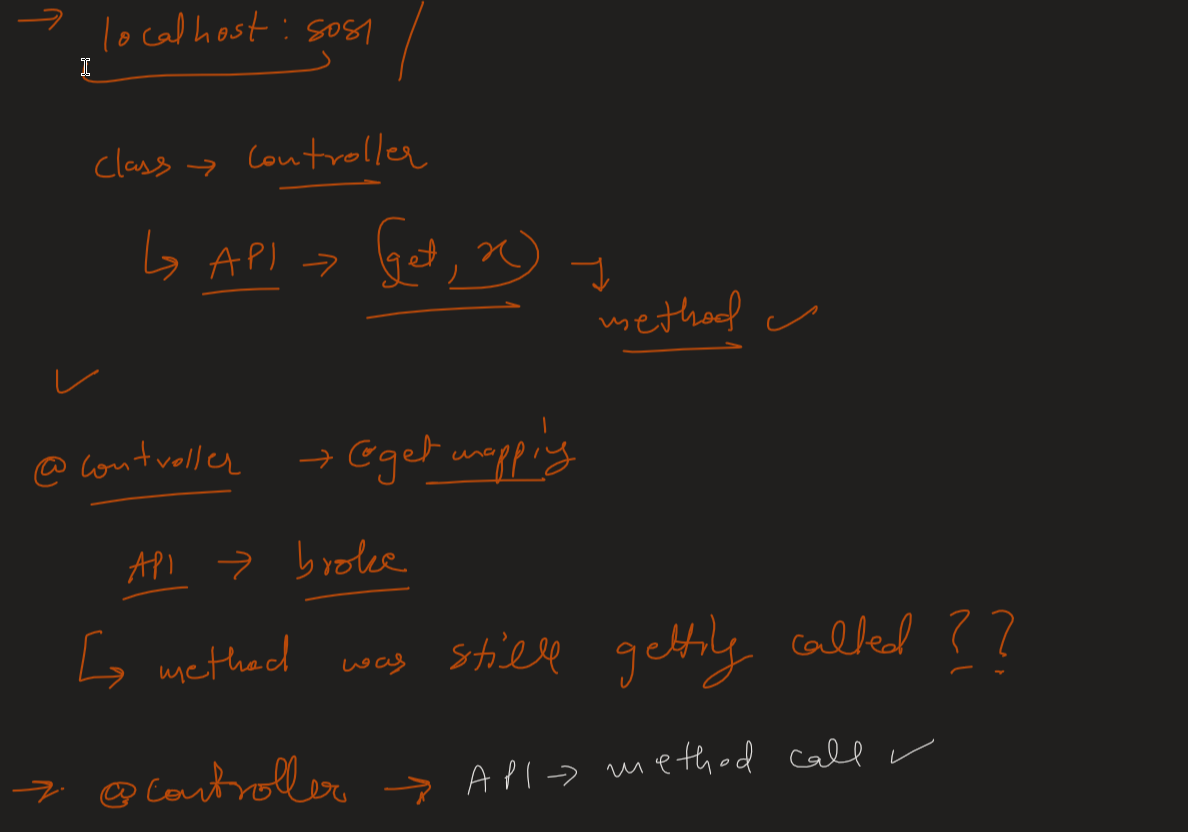 → localhost : 8081 /
class → Controller
↳ API → (get, x) →
method ✓
✓
@controller → @getmapping
API → broke
↳ method was still getting called ??
→ @controller → API → method call ✓